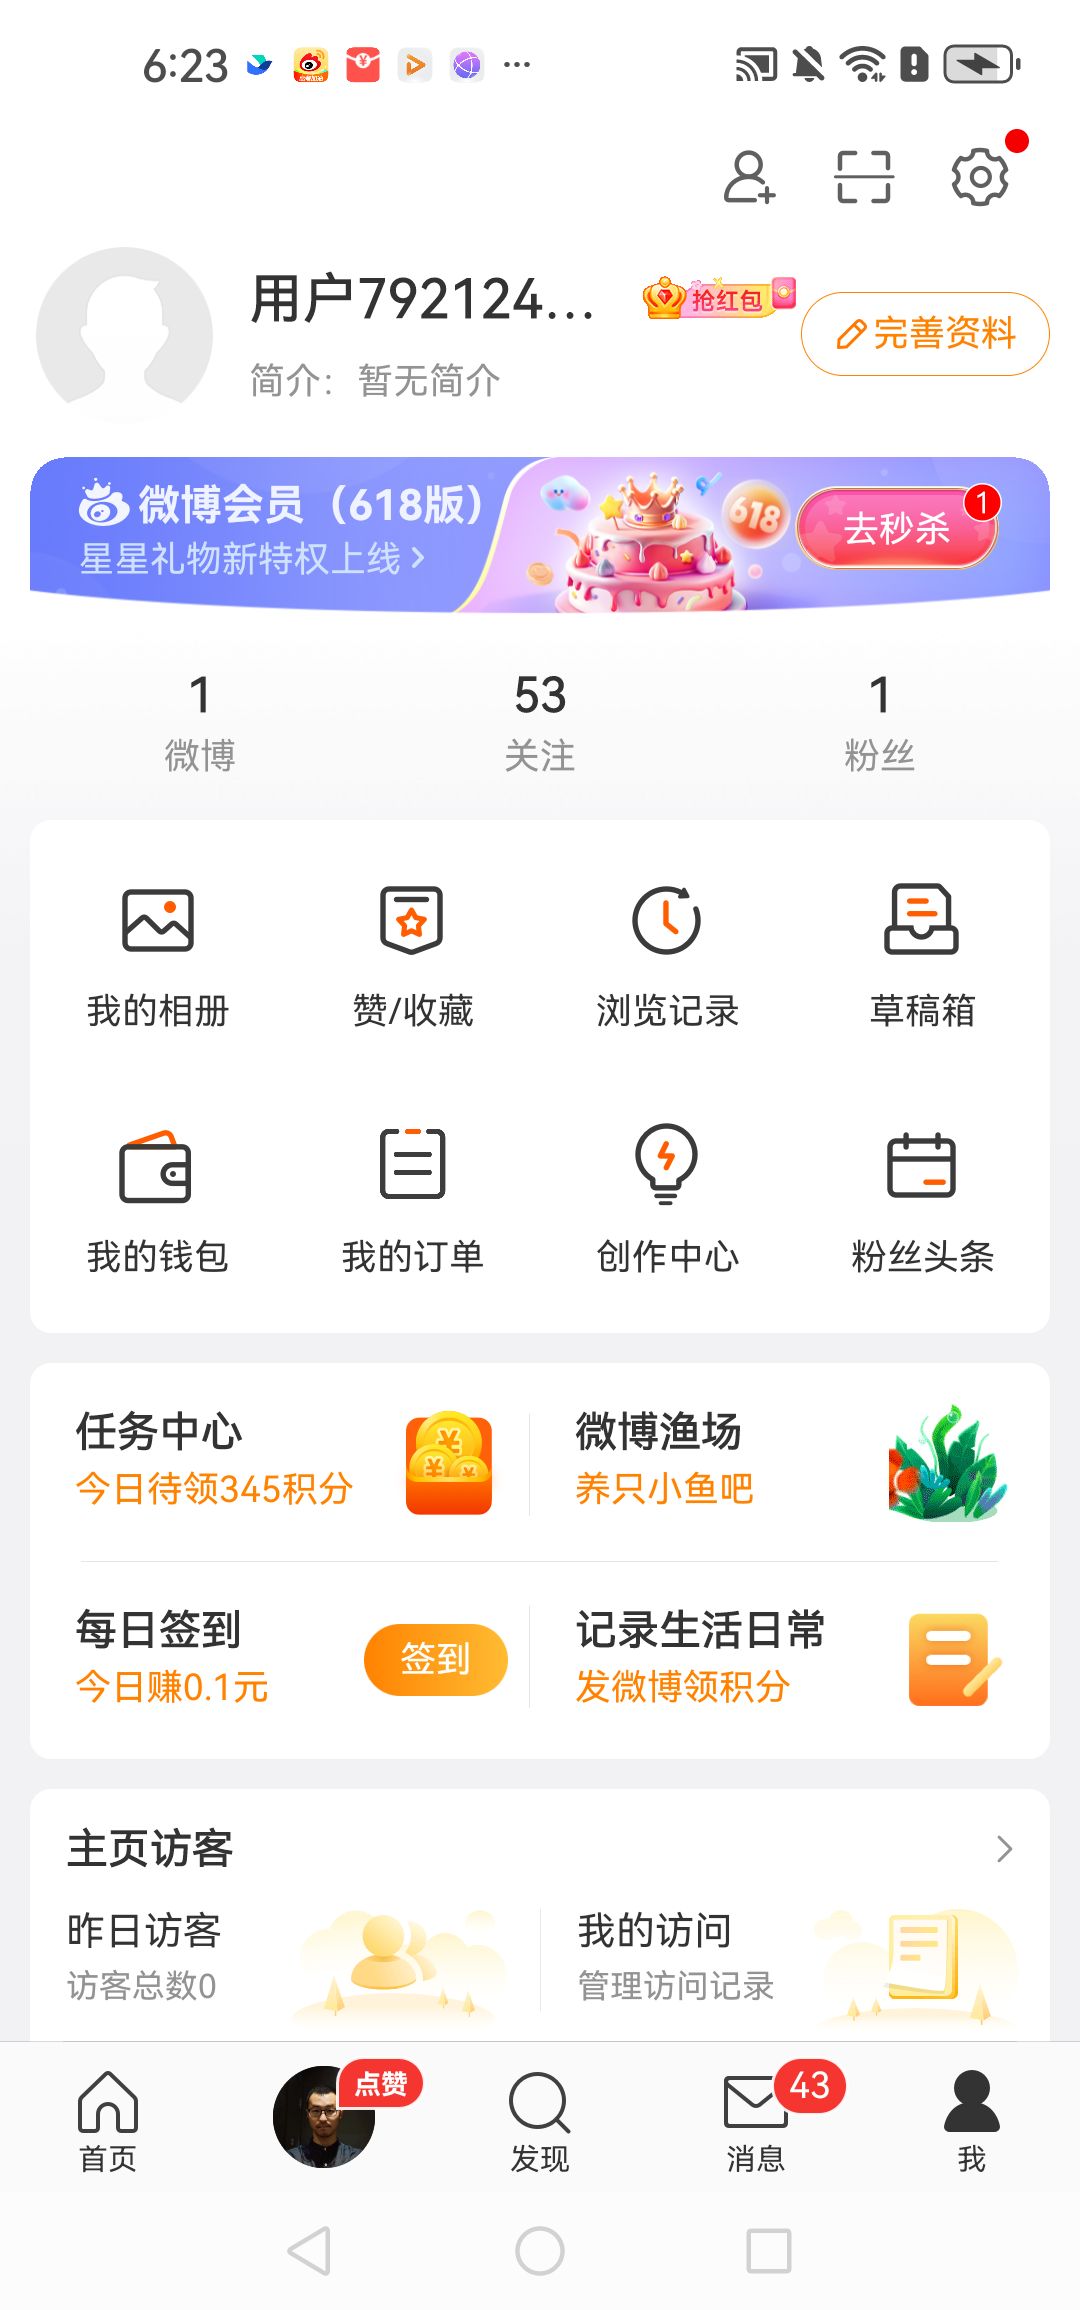 6:23
用户792124...
抢红包
完善资料
简介：暂无简介
微博会员（618版）
星星礼物新特权上线
618
去秒杀
1
1
53
1
微博
关注
粉丝
我的相册
赞/收藏
浏览记录
草稿箱
我的钱包
我的订单
创作中心
粉丝头条
任务中心
今日待领345积分
微博渔场
养只小鱼吧
每日签到
今日赚0.1元
签到
记录生活日常
发微博领积分
主页访客
昨日访客
访客总数0
我的访问
管理访问记录
点赞
43
首页
发现
消息
我